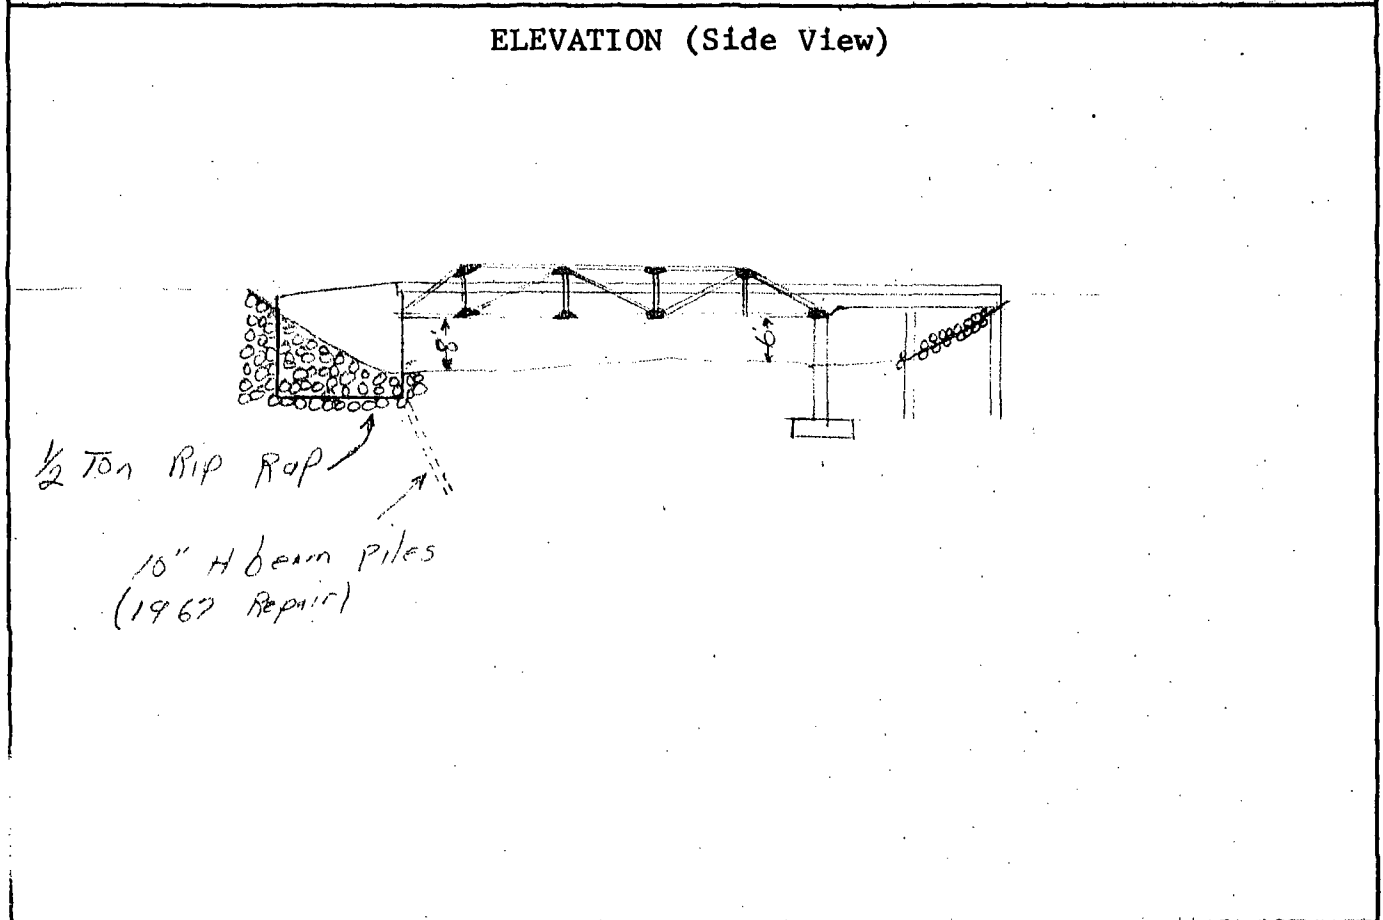 ELEVATION (Side View)
8'
6'
1/2 Ton Rip Rap
10" H beam piles
(1967 Repair)